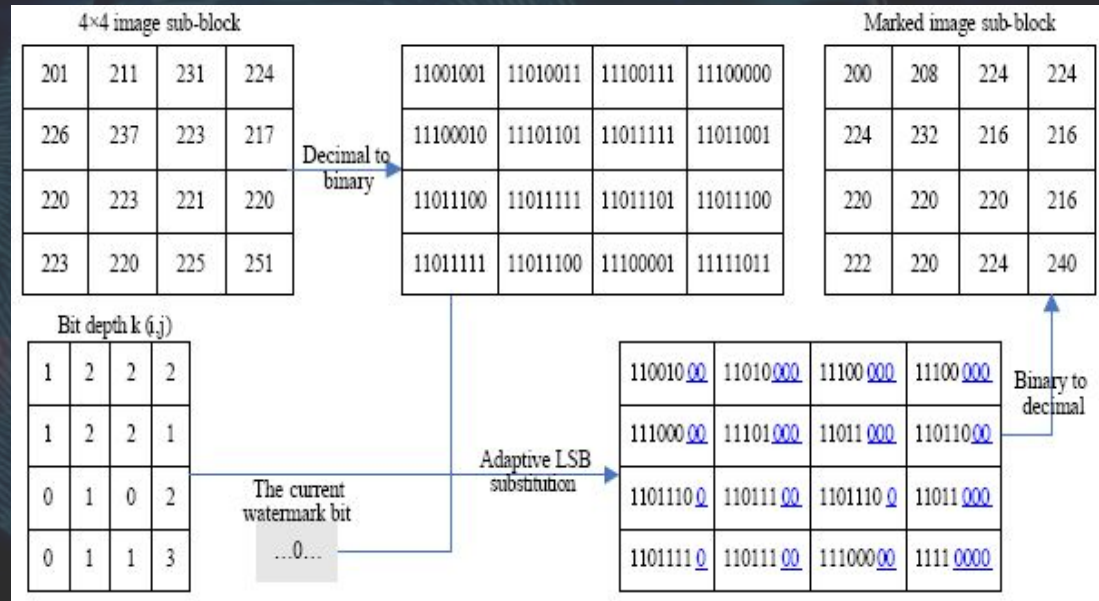 4×4 image sub-block
201 211 231 224
226 237 223 217
220 223 221 220
223 220 225 251
Decimal to
binary
11001001 11010011 11100111 11100000
11100010 11101101 11011111 11011001
11011100 11011111 11011101 11011100
11011111 11011100 11100001 11111011
Marked image sub-block
200 208 224 224
224 232 216 216
220 220 220 216
222 220 224 240
Bit depth k (i,j)
1 2 2 2
1 2 2 1
0 1 0 2
0 1 1 3
The current
watermark bit
...0...
Adaptive LSB
substitution
11001000 11010000 11100000 11100000
11100000 11101000 11011000 11011000
11011100 11011100 11011100 11011000
11011110 11011100 11100000 11110000
Binary to
decimal